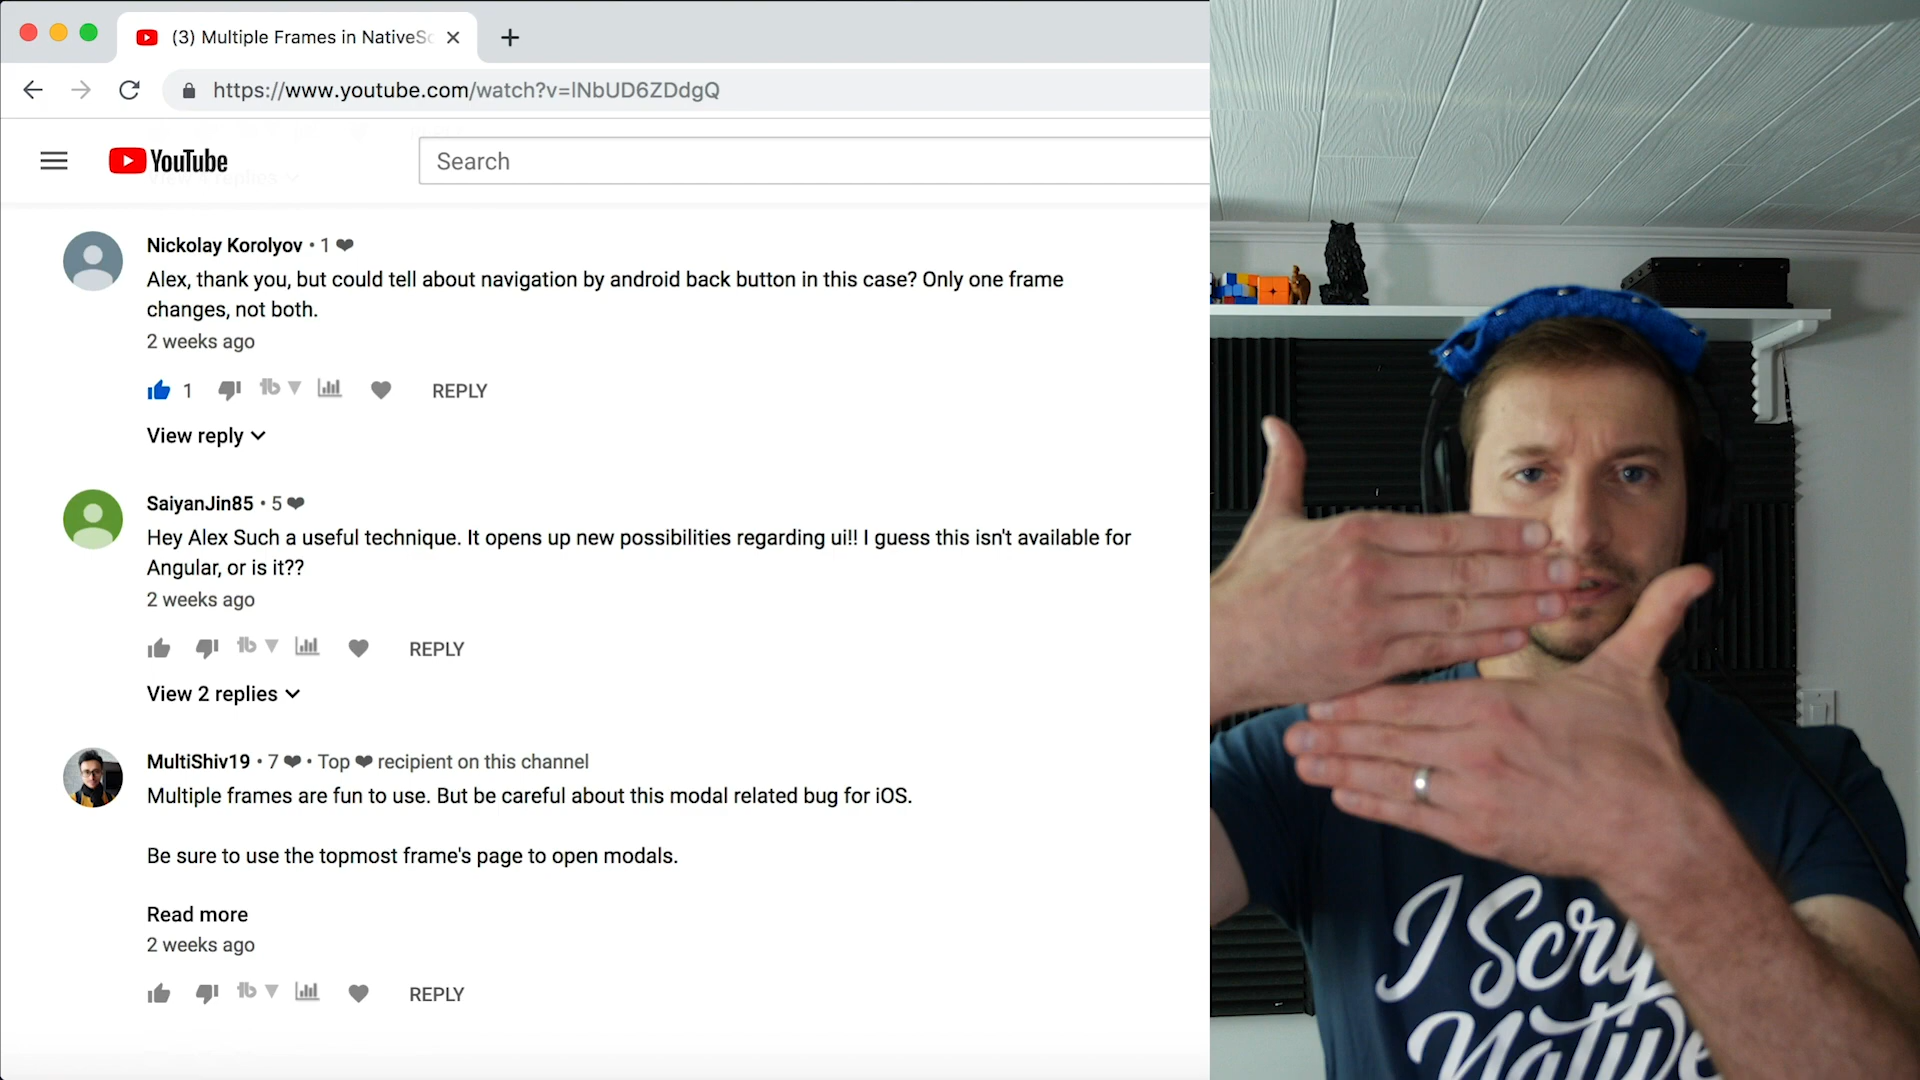 (3) Multiple Frames in NativeSc
https://www.youtube.com/watch?v=lNbUD6ZDdgQ
YouTube
Search
Nickolay Korolyov • 1 ❤
Alex, thank you, but could tell about navigation by android back button in this case? Only one frame
changes, not both.
2 weeks ago
1
REPLY
View reply
SaiyanJin85 • 5 ❤
Hey Alex Such a useful technique. It opens up new possibilities regarding ui!! I guess this isn't available for
Angular, or is it??
2 weeks ago
REPLY
View 2 replies
MultiShiv19 • 7 ❤ • Top ❤ recipient on this channel
Multiple frames are fun to use. But be careful about this modal related bug for iOS.
Be sure to use the topmost frame's page to open modals.
Read more
2 weeks ago
REPLY
I Scri
Native